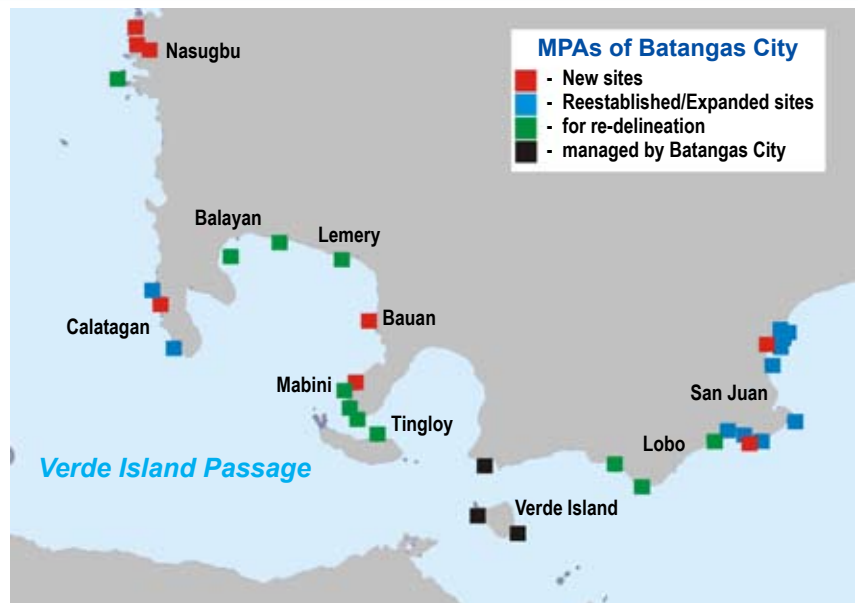 MPAs of Batangas City
- New sites
- Reestablished/Expanded sites
- for re-delineation
- managed by Batangas City
Nasugbu
Balayan
Lemery
Calatagan
Bauan
Mabini
Tingloy
San Juan
Lobo
Verde Island Passage
Verde Island